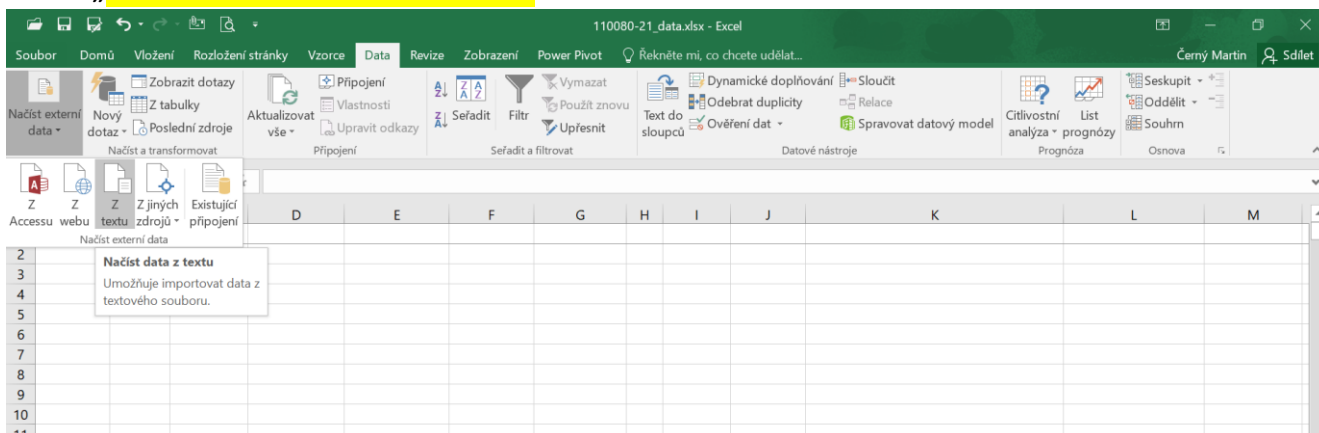 „
110080-21_data.xlsx - Excel
Soubor Domů Vložení Rozložení stránky Vzorce Data Revize Zobrazení Power Pivot Řekněte mi, co chcete udělat... Černý Martin Sdílet
Načíst externí data
Nový dotaz
Zobrazit dotazy
Z tabulky
Poslední zdroje
Načíst a transformovat
Aktualizovat vše
Připojení
Vlastnosti
Upravit odkazy
Připojení
Seřadit
Filtr
Vymazat
Použít znovu
Upřesnit
Seřadit a filtrovat
Text do sloupců
Dynamické doplňování
Odebrat duplicity
Ověření dat
Sloučit
Relace
Spravovat datový model
Datové nástroje
Citlivostní analýza
List prognózy
Prognóza
Seskupit
Oddělit
Souhrn
Osnova
Z Accessu
Z webu
Z textu
Z jiných zdrojů
Existující připojení
Načíst externí data
D E F G H I J K L M
Načíst data z textu
Umožňuje importovat data z
textového souboru.
2
3
4
5
6
7
8
9
10